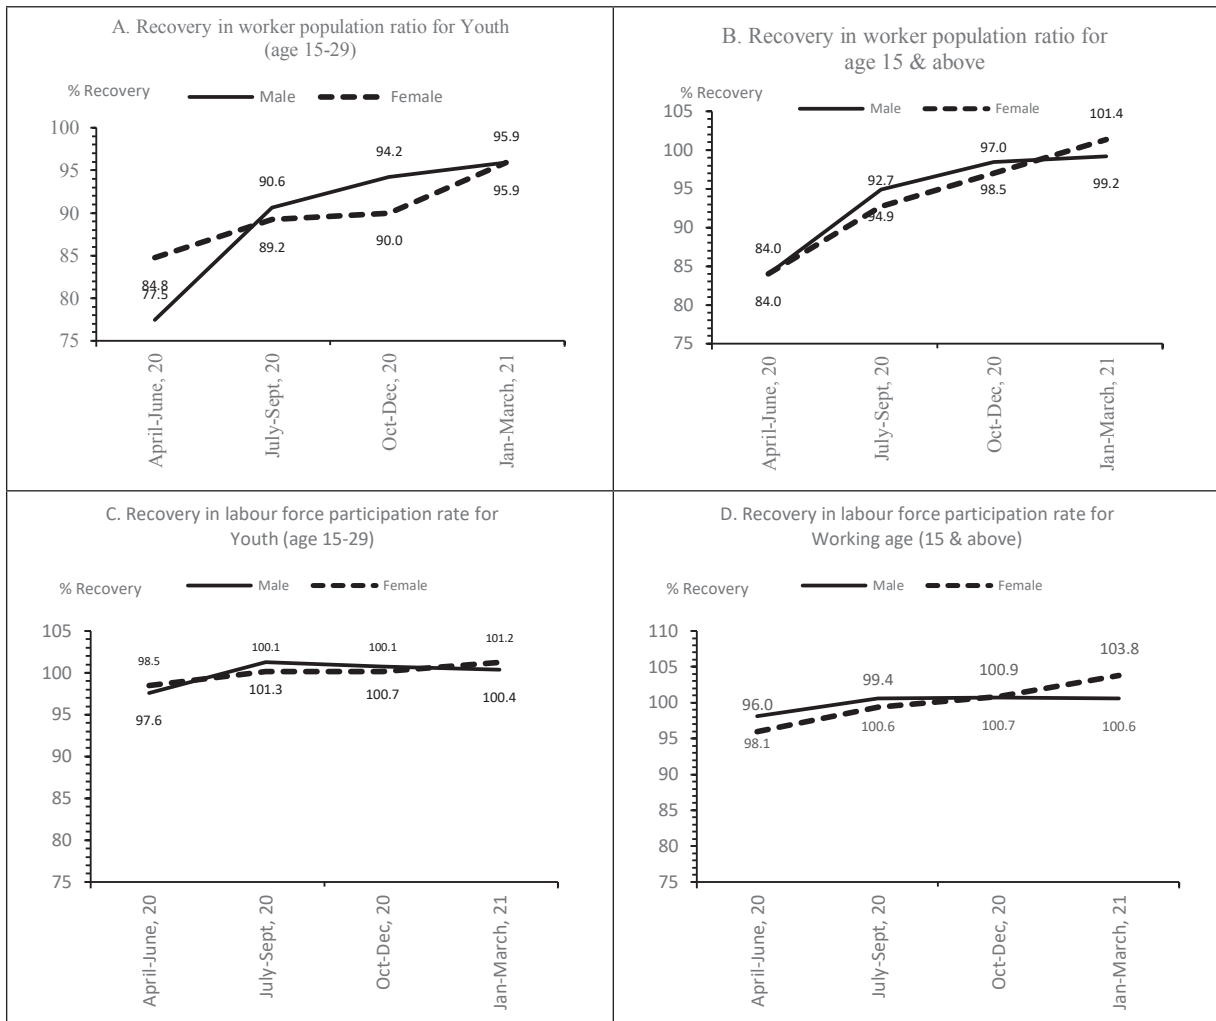 A. Recovery in worker population ratio for Youth
(age 15-29)
% Recovery
Male
Female
100
95
90
85
80
75
84.8
77.5
90.6
89.2
94.2
90.0
95.9
95.9
April-June, 20
July-Sept, 20
Oct-Dec, 20
Jan-March, 21
B. Recovery in worker population ratio for
age 15 & above
% Recovery
Male
Female
105
100
95
90
85
80
75
84.0
84.0
92.7
94.9
97.0
98.5
101.4
99.2
April-June, 20
July-Sept, 20
Oct-Dec, 20
Jan-March, 21
C. Recovery in labour force participation rate for
Youth (age 15-29)
% Recovery
Male
Female
105
100
95
90
85
80
75
98.5
97.6
100.1
101.3
100.1
100.7
101.2
100.4
April-June, 20
July-Sept, 20
Oct-Dec, 20
Jan-March, 21
D. Recovery in labour force participation rate for
Working age (15 & above)
% Recovery
Male
Female
110
105
100
95
90
85
80
75
96.0
98.1
99.4
100.6
100.9
100.7
103.8
100.6
April-June, 20
July-Sept, 20
Oct-Dec, 20
Jan-March, 21